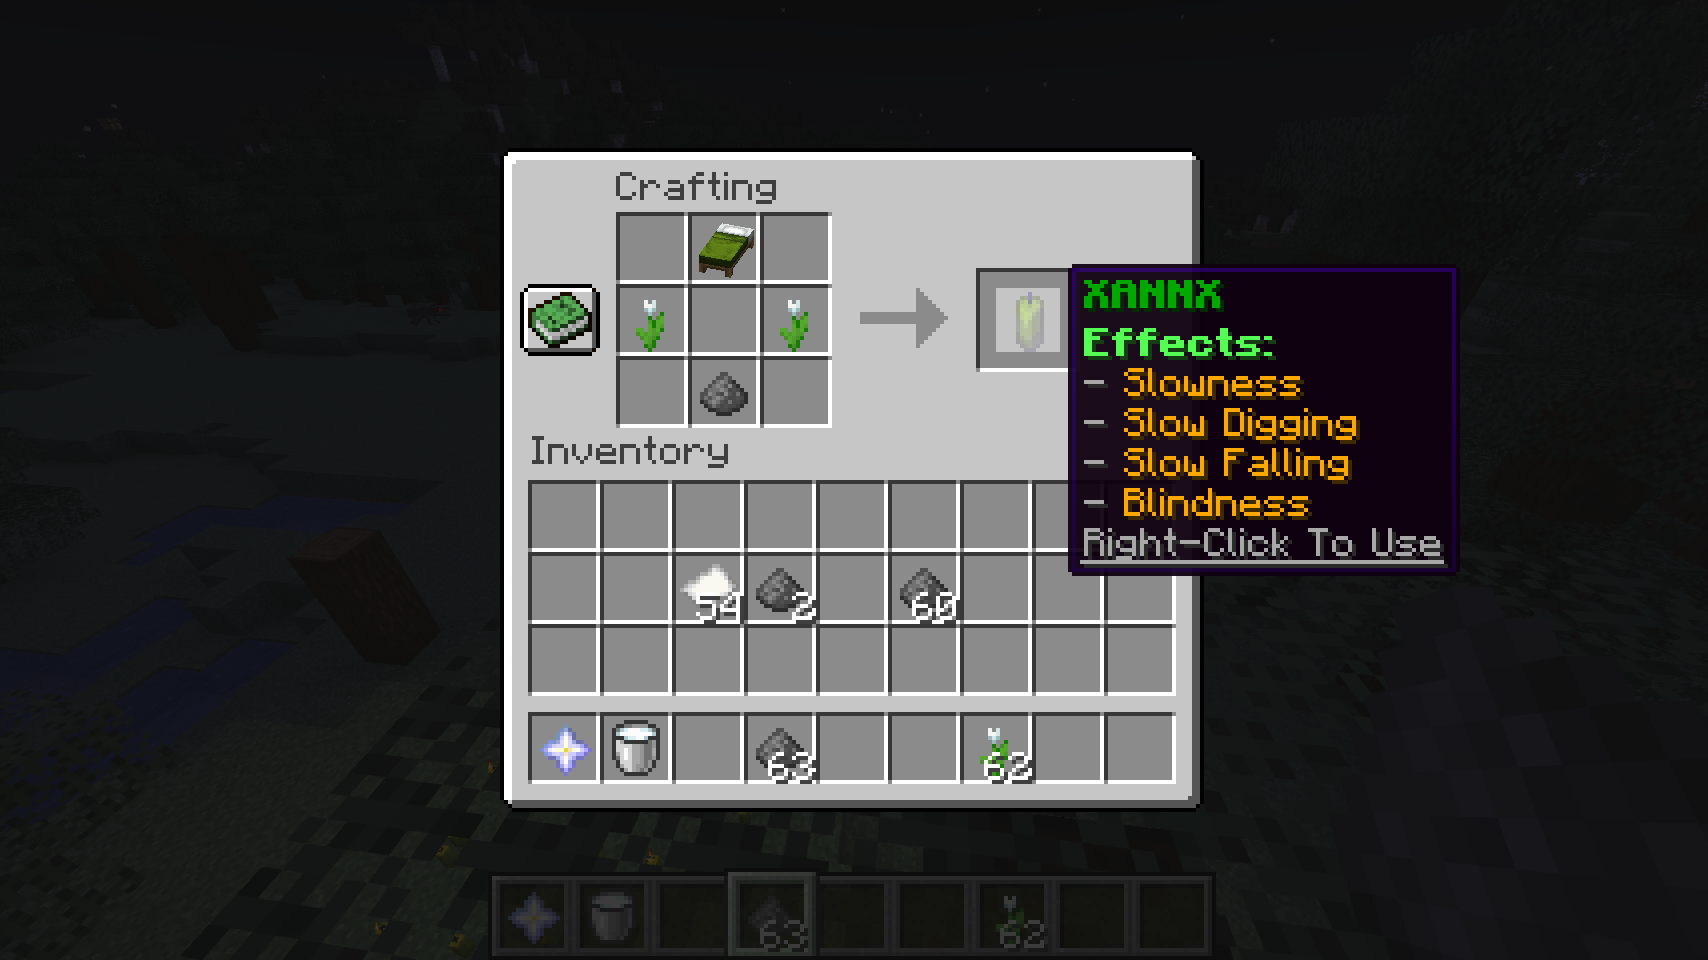 Crafting
XANNX
Effects:
- Slowness
- Slow Digging
- Slow Falling
- Blindness
Right-Click To Use
Inventory
54 2 60
63 62
63 62